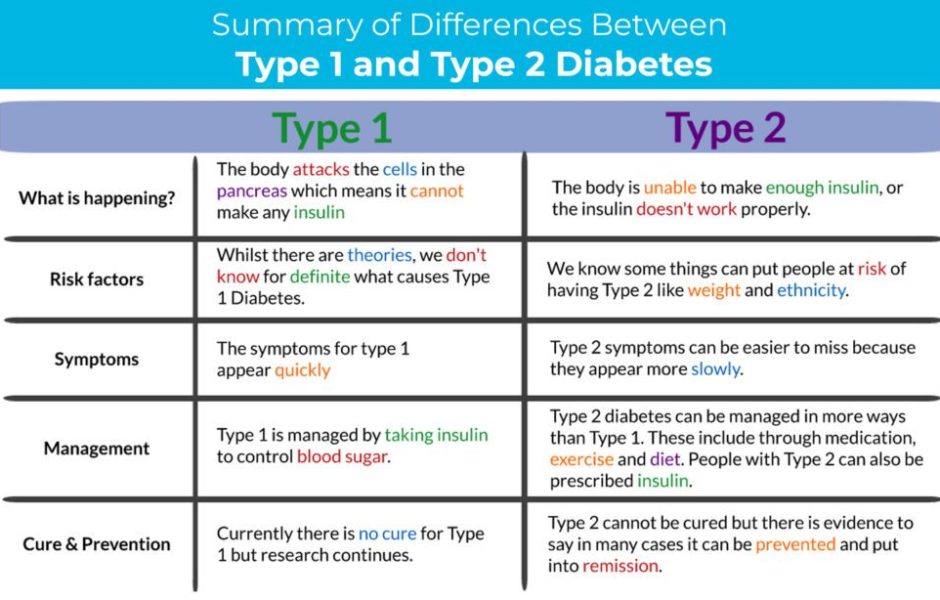 Summary of Differences Between
Type 1 and Type 2 Diabetes
Type 1
Type 2
What is happening?
The body attacks the cells in the
pancreas which means it cannot
make any insulin
The body is unable to make enough insulin, or
the insulin doesn't work properly.
Risk factors
Whilst there are theories, we don't
know for definite what causes Type
1 Diabetes.
We know some things can put people at risk of
having Type 2 like weight and ethnicity.
Symptoms
The symptoms for type 1
appear quickly
Type 2 symptoms can be easier to miss because
they appear more slowly.
Management
Type 1 is managed by taking insulin
to control blood sugar.
Type 2 diabetes can be managed in more ways
than Type 1. These include through medication,
exercise and diet. People with Type 2 can also be
prescribed insulin.
Cure & Prevention
Currently there is no cure for Type
1 but research continues.
Type 2 cannot be cured but there is evidence to
say in many cases it can be prevented and put
into remission.